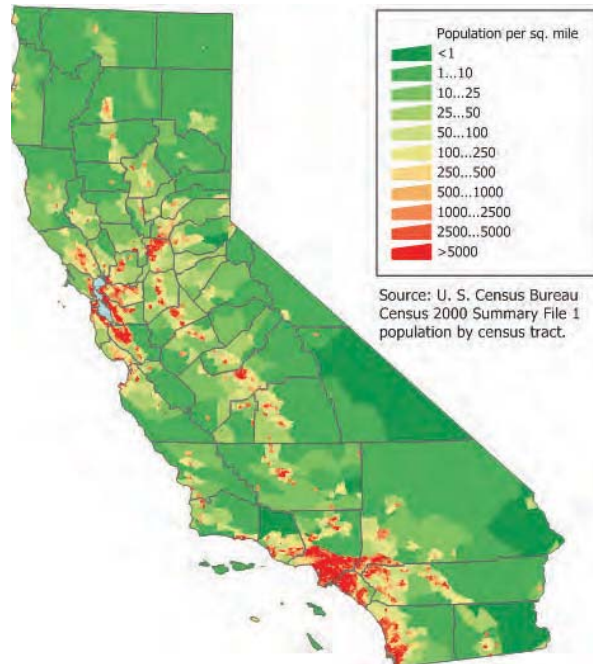 Population per sq. mile
<1
1...10
10...25
25...50
50...100
100...250
250...500
500...1000
1000...2500
2500...5000
>5000
Source: U. S. Census Bureau
Census 2000 Summary File 1
population by census tract.